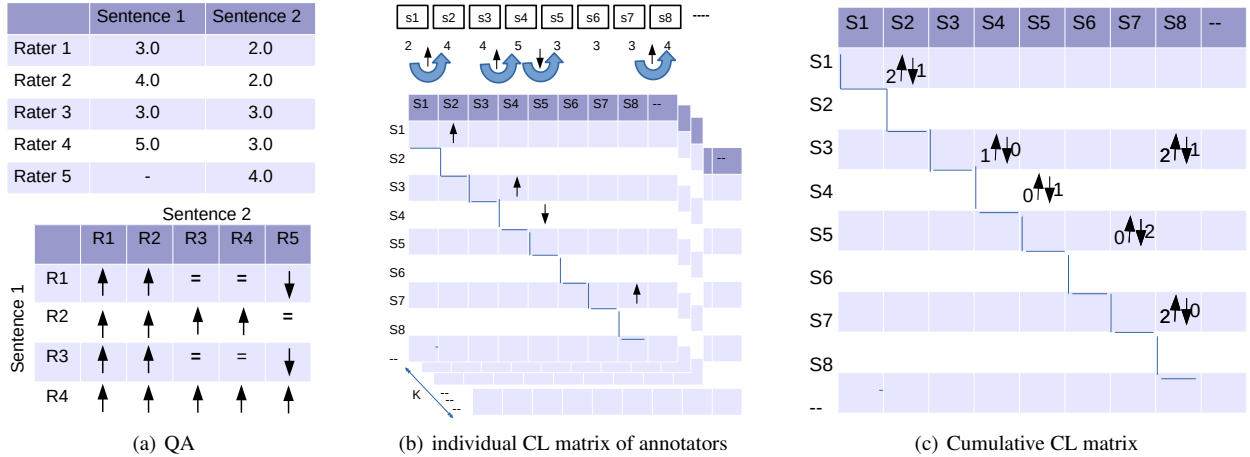 Sentence 1 Sentence 2
Rater 1 3.0 2.0
Rater 2 4.0 2.0
Rater 3 3.0 3.0
Rater 4 5.0 3.0
Rater 5 - 4.0
Sentence 2
R1 R2 R3 R4 R5
Sentence 1
R1 ↑ ↑ = = ↓
R2 ↑ ↑ ↑ ↑ =
R3 ↑ ↑ = = ↓
R4 ↑ ↑ ↑ ↑ ↑
(a) QA
s1 s2 s3 s4 s5 s6 s7 s8 ----
2 ↑ 4 4 ↑ 5 ↓ 3 3 3 ↑ 4
S1 S2 S3 S4 S5 S6 S7 S8 --
S1 ↑
S2 --
S3 ↑
S4 ↓
S5
S6
S7 ↑
S8
-- -
K --
--
--
(b) individual CL matrix of annotators
S1 S2 S3 S4 S5 S6 S7 S8 --
S1 2↑↓1
S2
S3 1↑↓0 2↑↓1
S4 0↑↓1
S5 0↑↓2
S6
S7 2↑↓0
S8
-- -
(c) Cumulative CL matrix